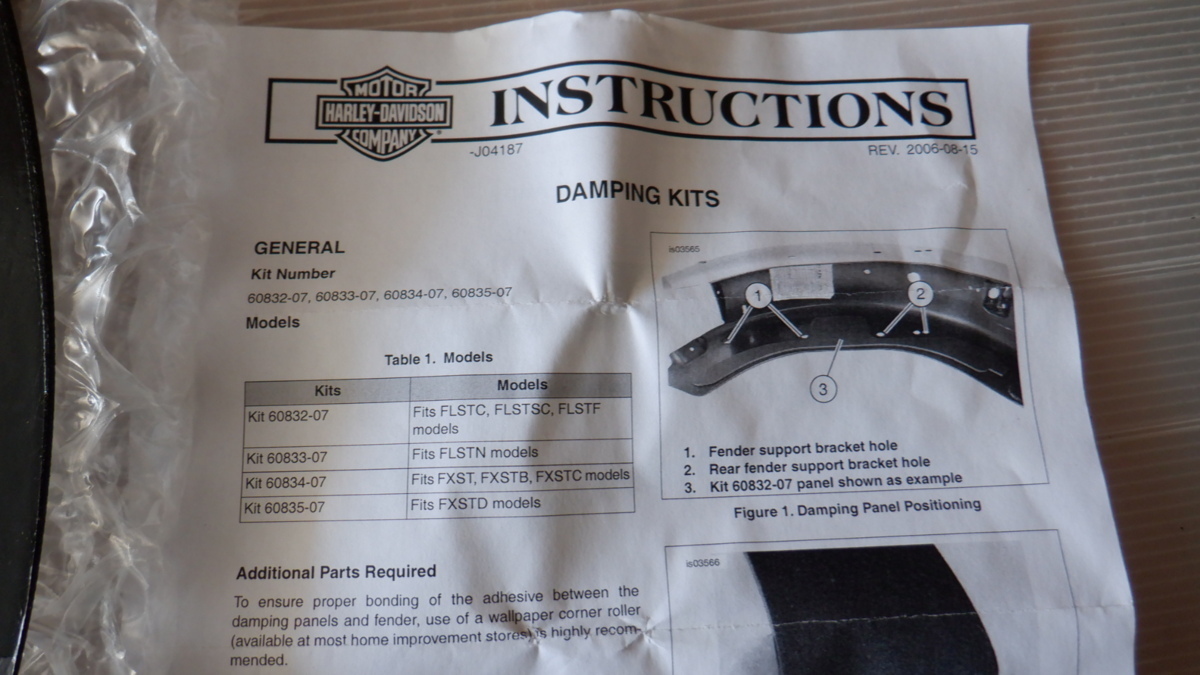 MOTOR
HARLEY-DAVIDSON
COMPANY
INSTRUCTIONS
-J04187
REV. 2006-08-15
DAMPING KITS
GENERAL
Kit Number
60832-07, 60833-07, 60834-07, 60835-07
Models
Table 1. Models
Kits Models
Kit 60832-07 Fits FLSTC, FLSTSC, FLSTF
models
Kit 60833-07 Fits FLSTN models
Kit 60834-07 Fits FXST, FXSTB, FXSTC models
Kit 60835-07 Fits FXSTD models
Additional Parts Required
To ensure proper bonding of the adhesive between the
damping panels and fender, use of a wallpaper corner roller
(available at most home improvement stores) is highly recom-
mended.
is03565
1 2
3
1. Fender support bracket hole
2. Rear fender support bracket hole
3. Kit 60832-07 panel shown as example
Figure 1. Damping Panel Positioning
is03566